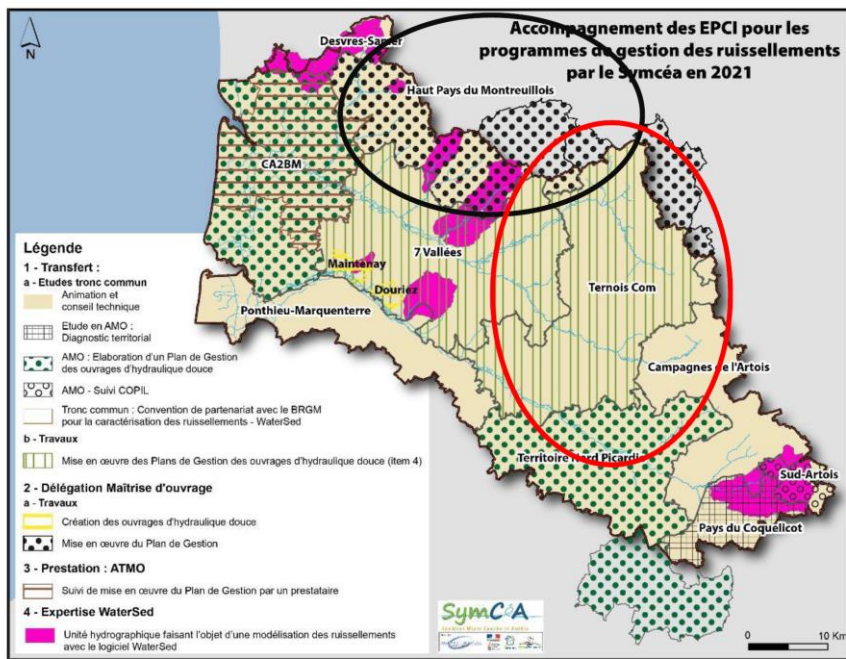 Accompagnement des EPCI pour les
programmes de gestion des ruissellements
par le Symcéa en 2021
N
Desvres-Samer
Haut Pays du Montreuillois
CA2BM
7 Vallées
Maintenay
Douriez
Ternois Com
Ponthieu-Marquenterre
Campagnes de l'Artois
Territoire Nord Picardie
Sud-Artois
Pays du Coquelicot
Légende
1 - Transfert :
a - Etudes tronc commun
Animation et
conseil technique
Etude en AMO :
Diagnostic territorial
AMO : Elaboration d'un Plan de Gestion
des ouvrages d'hydraulique douce
AMO - Suivi COPIL
Tronc commun : Convention de partenariat avec le BRGM
pour la caractérisation des ruissellements - WaterSed
b - Travaux
Mise en œuvre des Plans de Gestion des ouvrages d'hydraulique douce (item 4)
2 - Délégation Maîtrise d'ouvrage
a - Travaux
Création des ouvrages d'hydraulique douce
Mise en œuvre du Plan de Gestion
3 - Prestation : ATMO
Suivi de mise en œuvre du Plan de Gestion par un prestataire
4 - Expertise WaterSed
Unité hydrographique faisant l'objet d'une modélisation des ruissellements
avec le logiciel WaterSed
SymCéA
0 10 Km